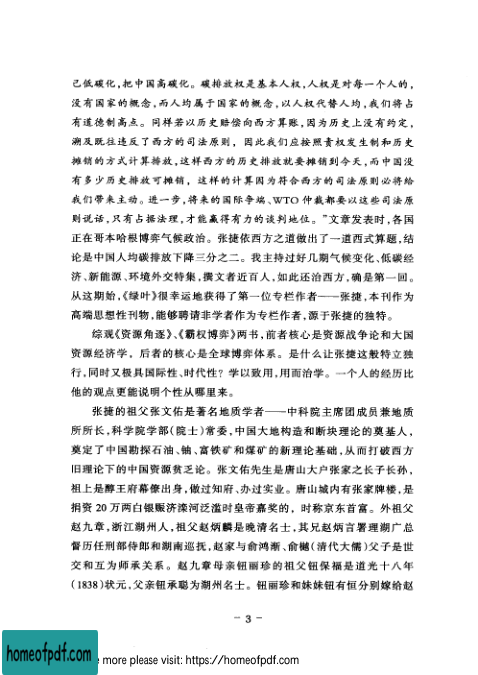 己低碳化,把中国高碳化。碳排放权是基本人权,人权是对每一个人的,
没有国家的概念,而人均属于国家的概念,以人权代替人均,我们将占
有道德制高点。同样若以历史赔偿向西方算账,因为历史上没有约定,
溯及既往违反了西方的司法原则, 因此我们应按照责权发生制和历史
摊销的方式计算排放,这样西方的历史排放就要摊销到今天,而中国没
有多少历史排放可摊销, 这样的计算因为符合西方的司法原则必将给
我们带来主动。进一步,将来的国际争端、WTO 仲裁都要以这些司法原
则说话,只有占据法理,才能赢得有力的谈判地位。”文章发表时,各国
正在哥本哈根博弈气候政治。张捷依西方之道做出了一道西式算题,结
论是中国人均碳排放下降三分之二。我主持过好几期气候变化、低碳经
济、新能源、环境外交特集,撰文者近百人,如此还治西方,确是第一回。
从这期始,《绿叶》很幸运地获得了第一位专栏作者——张捷,本刊作为
高端思想性刊物,能够聘请非学者作为专栏作者,源于张捷的独特。
综观《资源角逐》、《霸权博弈》两书,前者核心是资源战争论和大国
资源经济学, 后者的核心是全球博弈体系。是什么让张捷这般特立独
行,同时又极具国际性、时代性? 学以致用,用而治学。一个人的经历比
他的观点更能说明个性从哪里来。
张捷的祖父张文佑是著名地质学者——中科院主席团成员兼地质
所所长,科学院学部(院士)常委,中国大地构造和断块理论的奠基人,
奠定了中国勘探石油、铀、富铁矿和煤矿的新理论基础,从而打破西方
旧理论下的中国资源贫乏论。张文佑先生是唐山大户张家之长子长孙,
祖上是醇王府幕僚出身,做过知府、办过实业。唐山城内有张家牌楼,是
捐资 20 万两白银赈济滦河泛滥时皇帝嘉奖的, 时称京东首富。外祖父
赵九章,浙江湖州人,祖父赵炳麟是晚清名士,其兄赵炳言署理湖广总
督历任刑部侍郎和湖南巡抚,赵家与俞鸿渐、俞樾(清代大儒)父子是世
交和互为师承关系。赵九章母亲钮丽珍的祖父钮保福是道光十八年
(1838)状元,父亲钮承聪为湖州名士。钮丽珍和妹妹钮有恒分别嫁给赵
- 3 -
homeofpdf.com
more please visit: https://homeofpdf.com